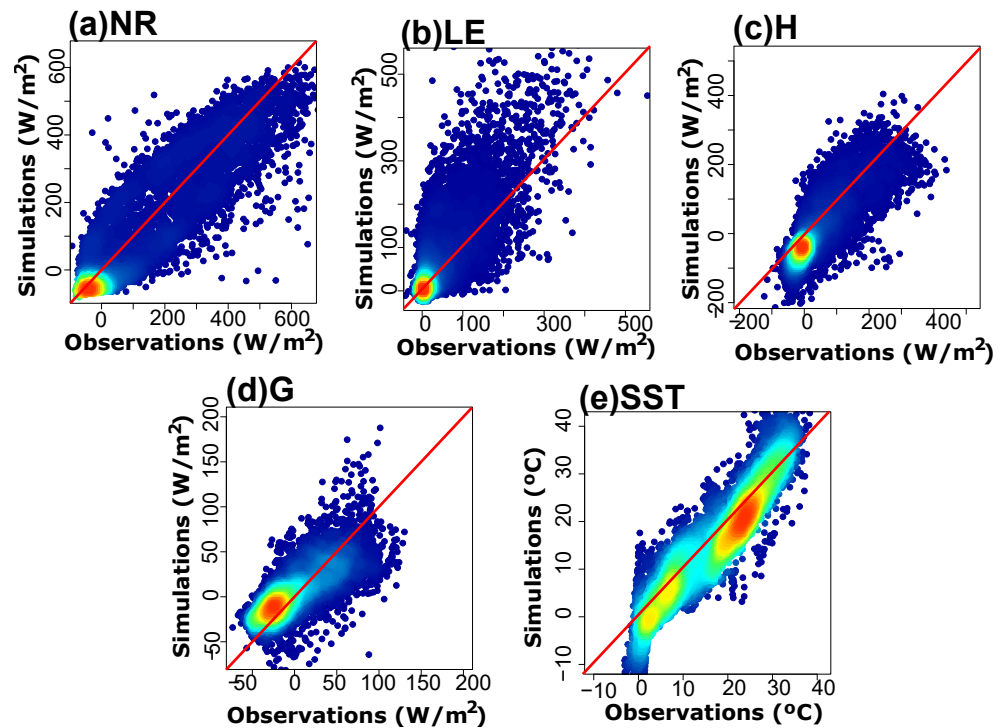 (a)NR
Simulations (W/m²)
600
400
200
0
0 200 400 600
Observations (W/m²)
(b)LE
Simulations (W/m²)
500
300
100
0
0 100 200 300 500
Observations (W/m²)
(c)H
Simulations (W/m²)
400
200
0
−200
−200 0 200 400
Observations (W/m²)
(d)G
Simulations (W/m²)
200
150
100
50
0
−50
−50 0 50 100 200
Observations (W/m²)
(e)SST
Simulations (ºC)
40
30
20
10
0
−10
−10 0 10 20 30 40
Observations (ºC)